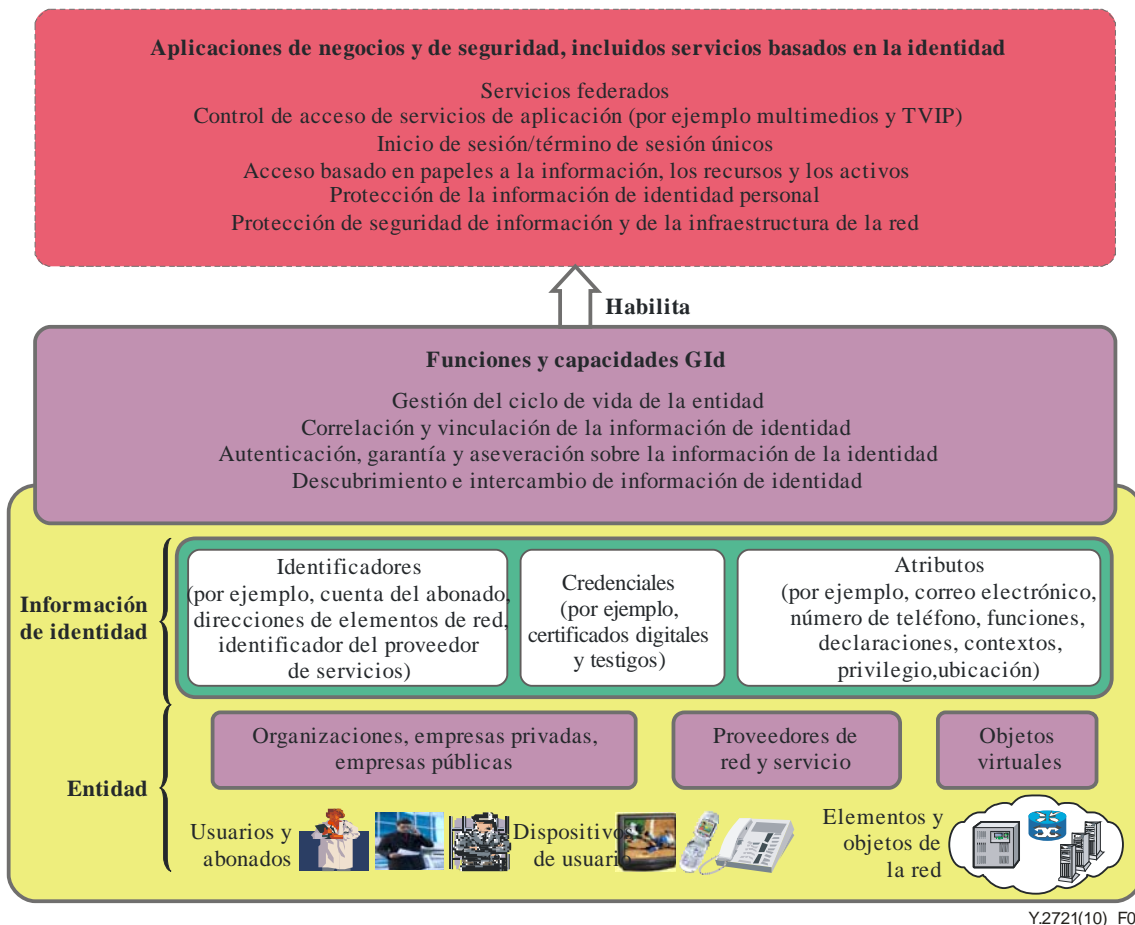 Aplicaciones de negocios y de seguridad, incluidos servicios basados en la identidad
Servicios federados
Control de acceso de servicios de aplicación (por ejemplo multimedios y TVIP)
Inicio de sesión/término de sesión únicos
Acceso basado en papeles a la información, los recursos y los activos
Protección de la información de identidad personal
Protección de seguridad de información y de la infraestructura de la red
Habilita
Funciones y capacidades GId
Gestión del ciclo de vida de la entidad
Correlación y vinculación de la información de identidad
Autenticación, garantía y aseveración sobre la información de la identidad
Descubrimiento e intercambio de información de identidad
Información
de identidad
Identificadores
(por ejemplo, cuenta del abonado,
direcciones de elementos de red,
identificador del proveedor
de servicios)
Credenciales
(por ejemplo,
certificados digitales
y testigos)
Atributos
(por ejemplo, correo electrónico,
número de teléfono, funciones,
declaraciones, contextos,
privilegio,ubicación)
Entidad
Organizaciones, empresas privadas,
empresas públicas
Proveedores de
red y servicio
Objetos
virtuales
Usuarios y
abonados
Dispositivos
de usuario
Elementos y
objetos de
la red
Y.2721(10)_F0